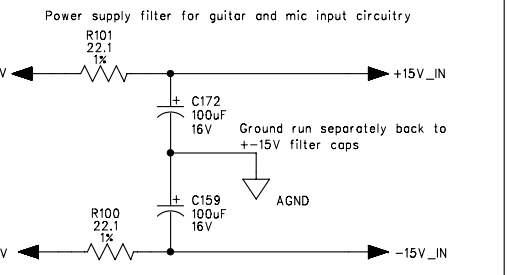 Power supply filter for guitar and mic input circuitry
R101
22.1
1%
V
+15V_IN
+
C172
100uF
16V
Ground run separately back to
+-15V filter caps
AGND
+
C159
100uF
16V
R100
22.1
1%
V
-15V_IN